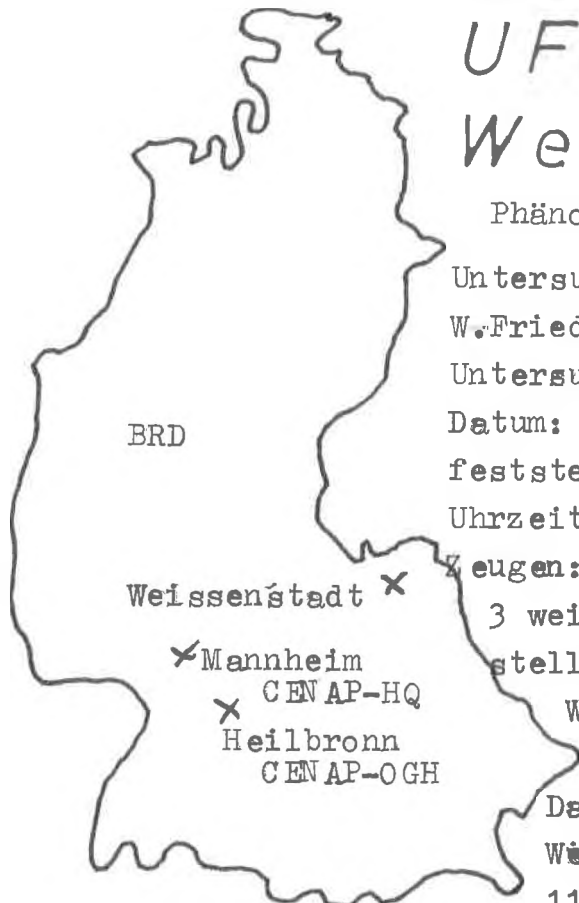 UF
We
Phäno
Untersu
W.Fried
Untersu
Datum:
festste
Uhrzeit
Zeugen:
3 wei
stell
W
Da
Wü
11
BRD
Weissenstadt
Mannheim
CENAP-HQ
Heilbronn
CENAP-OGH